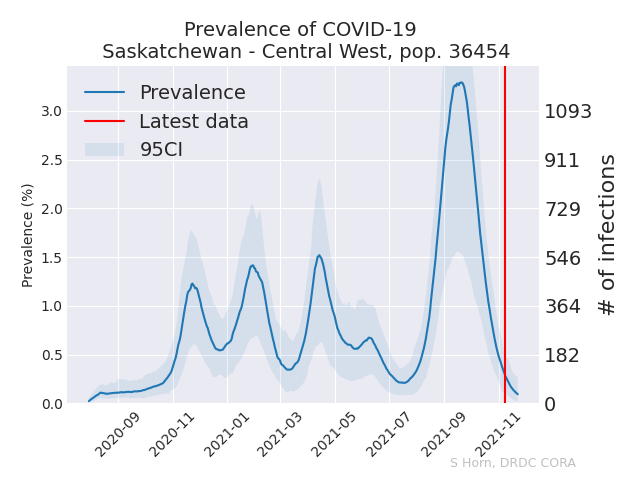 Prevalence of COVID-19
Saskatchewan - Central West, pop. 36454
Prevalence
Latest data
95CI
Prevalence (%)
3.0
2.5
2.0
1.5
1.0
0.5
0.0
1093
911
729
546
364
182
0
# of infections
2020-09
2020-11
2021-01
2021-03
2021-05
2021-07
2021-09
2021-11
S Horn, DRDC CORA